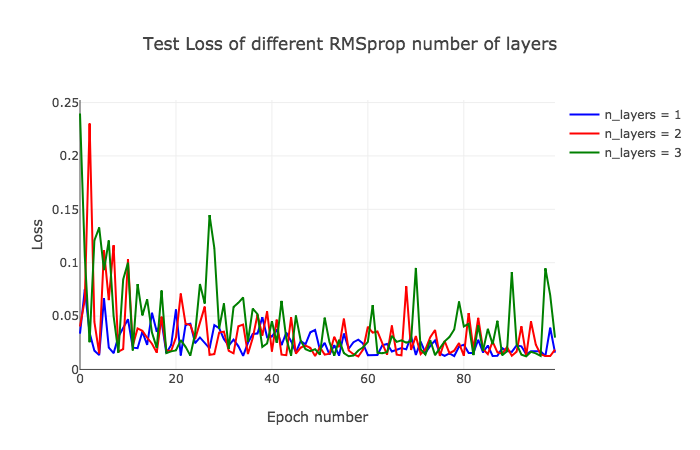 Test Loss of different RMSprop number of layers
n_layers = 1
n_layers = 2
n_layers = 3
Loss
0.25
0.2
0.15
0.1
0.05
0
0
20
40
60
80
Epoch number